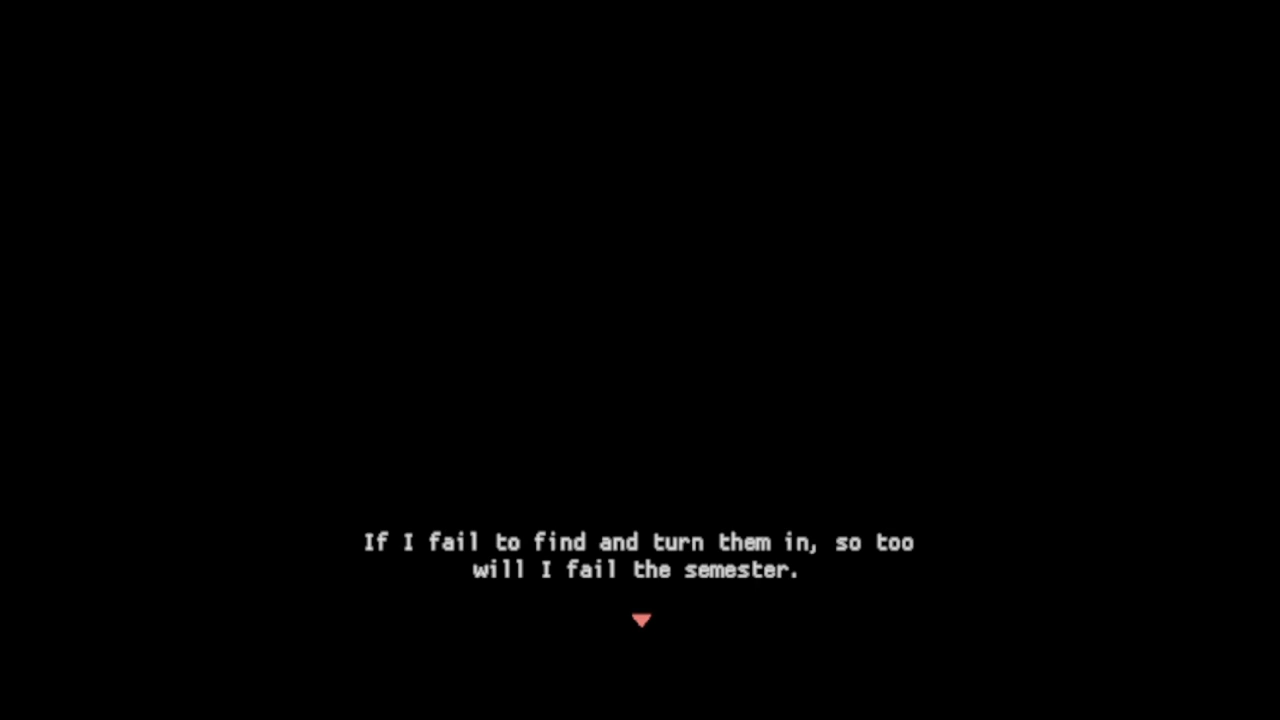 If I fail to find and turn them in, so too
will I fail the semester.